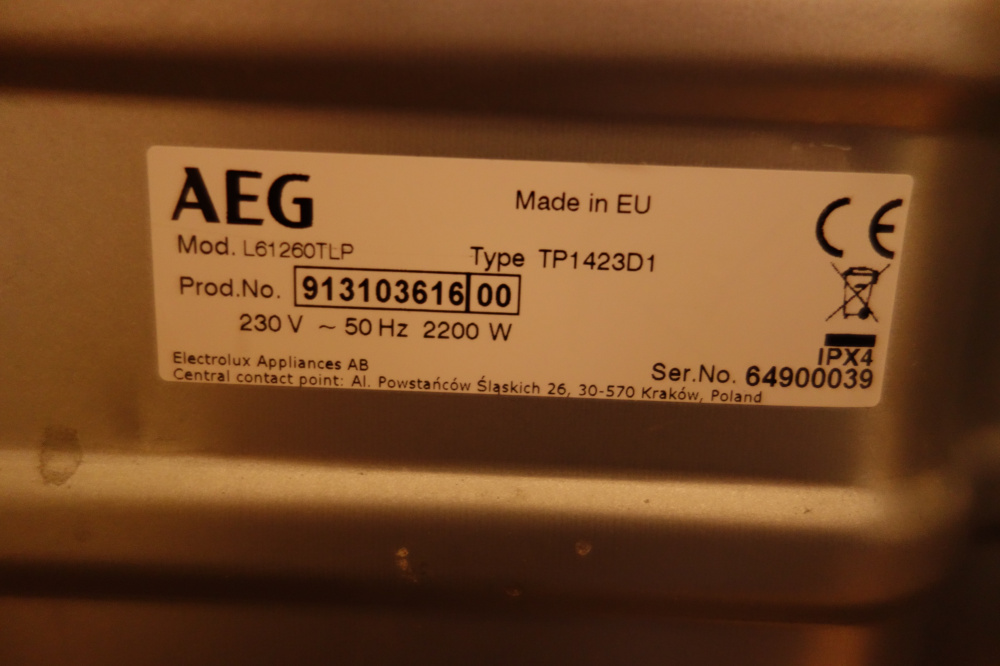 AEG
Made in EU
CE
Mod. L61260TLP
Type TP1423D1
Prod.No. 913103616 00
230 V ~ 50 Hz 2200 W
IPX4
Electrolux Appliances AB
Ser.No. 64900039
Central contact point: Al. Powstańców Śląskich 26, 30-570 Kraków, Poland